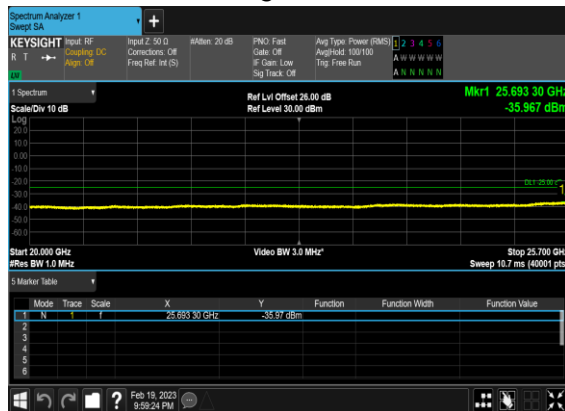 Spectrum Analyzer 1
Swept SA
+
KEYSIGHT Input: RF Input Z: 50 Ω #Atten: 20 dB PNO: Fast Avg Type: Power (RMS) 1 2 3 4 5 6
R T Coupling: DC Corrections: Off Gate: Off Avg|Hold: 100/100 A W W W W W
Align: Off Freq Ref: Int (S) IF Gain: Low Trig: Free Run
LW Sig Track: Off A N N N N N
1 Spectrum Ref Lvl Offset 26.00 dB Mkr1 25.693 30 GHz
Scale/Div 10 dB Ref Level 30.00 dBm -35.967 dBm
Log
20.0
10.0
0.00
-10.0
-20.0 DL1 -25.00
-30.0 1
-40.0
-50.0
-60.0
Start 20.000 GHz Video BW 3.0 MHz* Stop 25.700 GHz
#Res BW 1.0 MHz Sweep 10.7 ms (40001 pts
5 Marker Table
Mode Trace Scale X Y Function Function Width Function Value
1 N 1 f 25.693 30 GHz -35.97 dBm
2
3
4
5
6
? Feb 19, 2023
9:59:24 PM